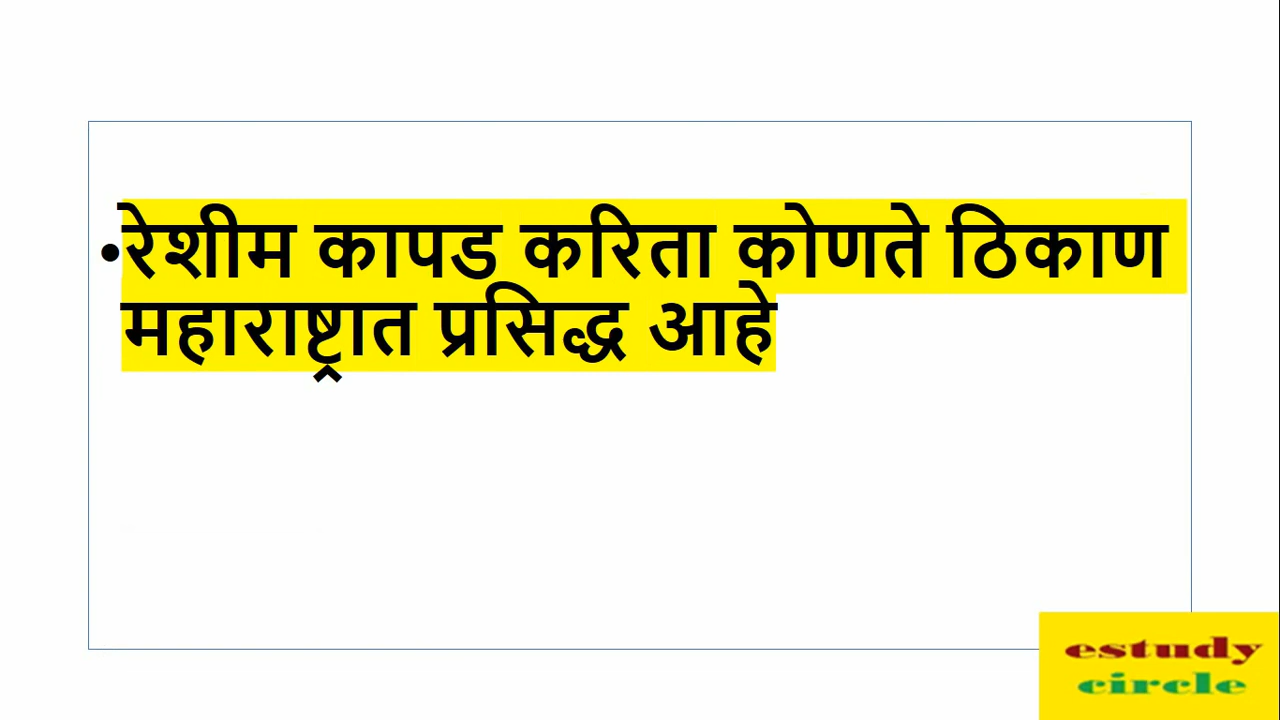 •रेशीम कापड करिता कोणते ठिकाण
महाराष्ट्रात प्रसिद्ध आहे
estudy
circle